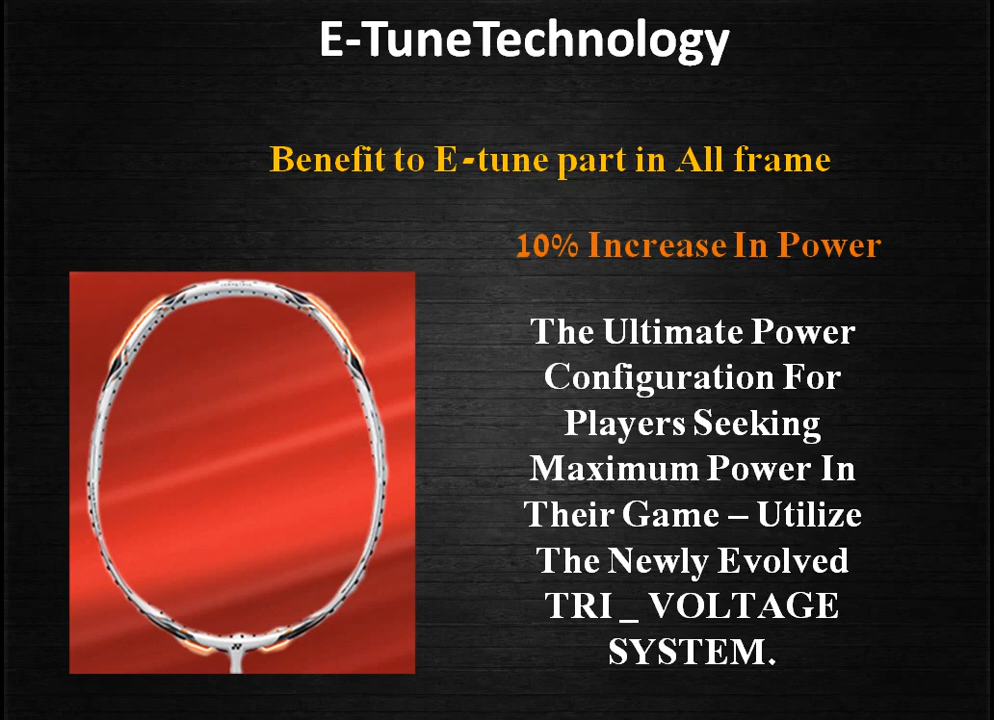 E-TuneTechnology
Benefit to E-tune part in All frame
10% Increase In Power
The Ultimate Power
Configuration For
Players Seeking
Maximum Power In
Their Game – Utilize
The Newly Evolved
TRI _ VOLTAGE
SYSTEM.